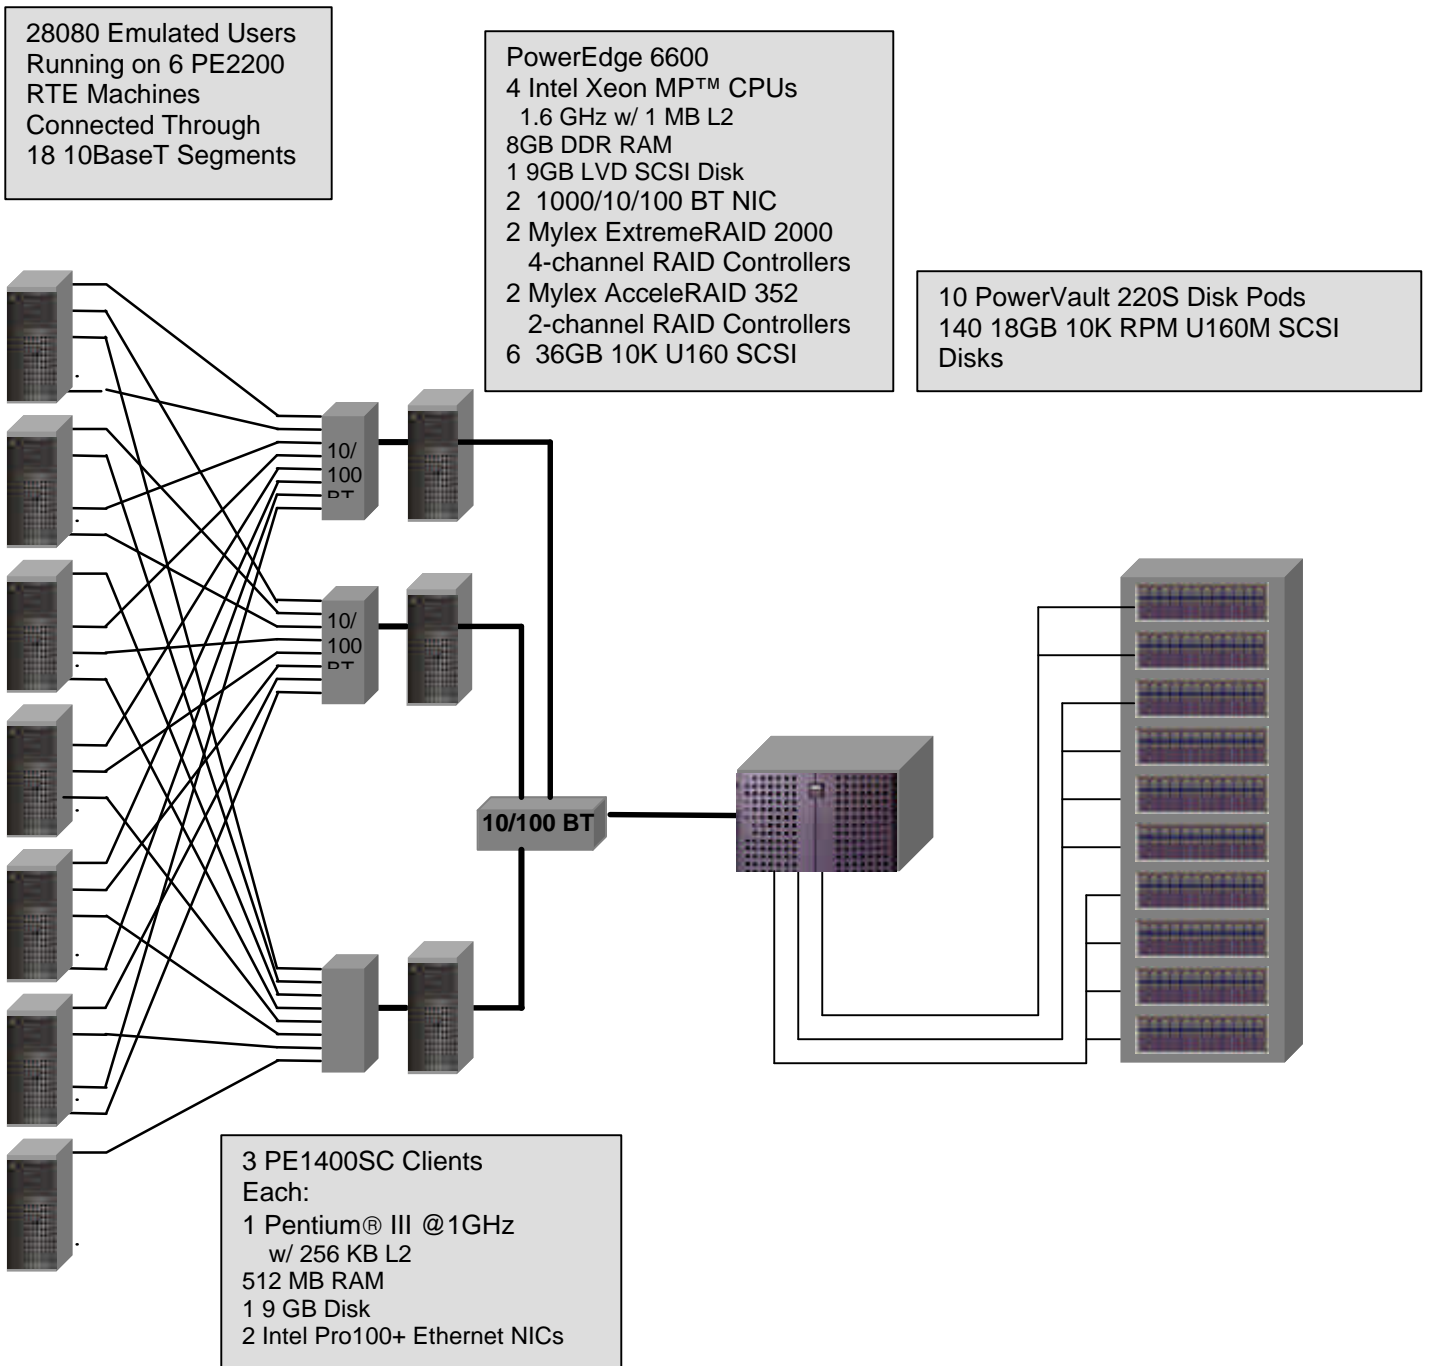 28080 Emulated Users
Running on 6 PE2200
RTE Machines
Connected Through
18 10BaseT Segments
PowerEdge 6600
4 Intel Xeon MP™ CPUs
1.6 GHz w/ 1 MB L2
8GB DDR RAM
1 9GB LVD SCSI Disk
2 1000/10/100 BT NIC
2 Mylex ExtremeRAID 2000
4-channel RAID Controllers
2 Mylex AcceleRAID 352
2-channel RAID Controllers
6 36GB 10K U160 SCSI
10 PowerVault 220S Disk Pods
140 18GB 10K RPM U160M SCSI
Disks
10/
100
BT
10/
100
BT
10/100 BT
3 PE1400SC Clients
Each:
1 Pentium® III @1GHz
w/ 256 KB L2
512 MB RAM
1 9 GB Disk
2 Intel Pro100+ Ethernet NICs